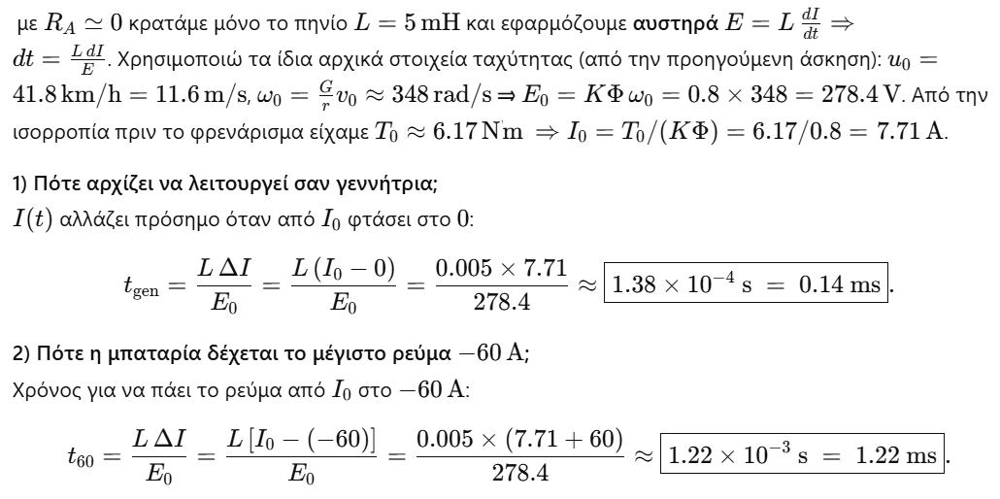 με $R_A \simeq 0$ κρατάμε μόνο το πηνίο $L = 5\,\mathrm{mH}$ και εφαρμόζουμε αυστηρά $E = L\,\frac{dI}{dt} \Rightarrow$
$dt = \frac{L\,dI}{E}$. Χρησιμοποιώ τα ίδια αρχικά στοιχεία ταχύτητας (από την προηγούμενη άσκηση): $u_0 =$
$41.8\,\mathrm{km/h} = 11.6\,\mathrm{m/s}$, $\omega_0 = \frac{G}{r} v_0 \approx 348\,\mathrm{rad/s} \Rightarrow E_0 = K\Phi\,\omega_0 = 0.8 \times 348 = 278.4\,\mathrm{V}$. Από την
ισορροπία πριν το φρενάρισμα είχαμε $T_0 \approx 6.17\,\mathrm{Nm} \Rightarrow I_0 = T_0/(K\Phi) = 6.17/0.8 = 7.71\,\mathrm{A}$.
1) Πότε αρχίζει να λειτουργεί σαν γεννήτρια;
$I(t)$ αλλάζει πρόσημο όταν από $I_0$ φτάσει στο $0$:
$t_{\mathrm{gen}} = \frac{L\,\Delta I}{E_0} = \frac{L\,(I_0 - 0)}{E_0} = \frac{0.005 \times 7.71}{278.4} \approx \boxed{1.38 \times 10^{-4}\,\mathrm{s} \;=\; 0.14\,\mathrm{ms}}$.
2) Πότε η μπαταρία δέχεται το μέγιστο ρεύμα $-60\,\mathrm{A}$;
Χρόνος για να πάει το ρεύμα από $I_0$ στο $-60\,\mathrm{A}$:
$t_{60} = \frac{L\,\Delta I}{E_0} = \frac{L\,[I_0 - (-60)]}{E_0} = \frac{0.005 \times (7.71 + 60)}{278.4} \approx \boxed{1.22 \times 10^{-3}\,\mathrm{s} \;=\; 1.22\,\mathrm{ms}}$.